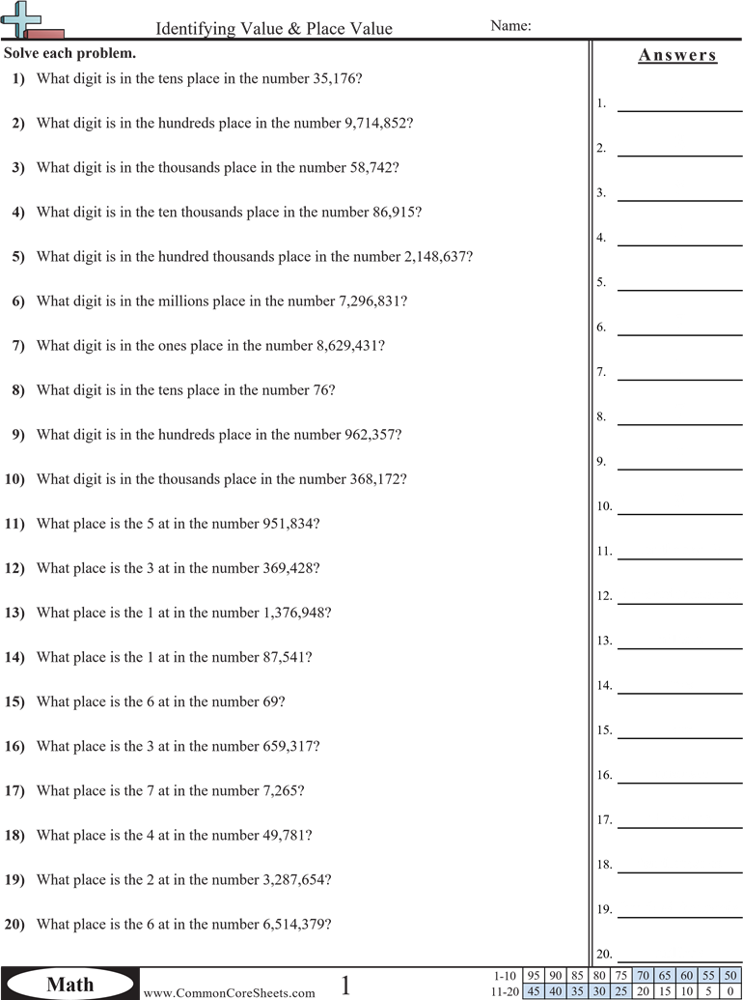 Identifying Value & Place Value
Name:
Solve each problem.
Answers
1) What digit is in the tens place in the number 35,176?
2) What digit is in the hundreds place in the number 9,714,852?
3) What digit is in the thousands place in the number 58,742?
4) What digit is in the ten thousands place in the number 86,915?
5) What digit is in the hundred thousands place in the number 2,148,637?
6) What digit is in the millions place in the number 7,296,831?
7) What digit is in the ones place in the number 8,629,431?
8) What digit is in the tens place in the number 76?
9) What digit is in the hundreds place in the number 962,357?
10) What digit is in the thousands place in the number 368,172?
11) What place is the 5 at in the number 951,834?
12) What place is the 3 at in the number 369,428?
13) What place is the 1 at in the number 1,376,948?
14) What place is the 1 at in the number 87,541?
15) What place is the 6 at in the number 69?
16) What place is the 3 at in the number 659,317?
17) What place is the 7 at in the number 7,265?
18) What place is the 4 at in the number 49,781?
19) What place is the 2 at in the number 3,287,654?
20) What place is the 6 at in the number 6,514,379?
1.
2.
3.
4.
5.
6.
7.
8.
9.
10.
11.
12.
13.
14.
15.
16.
17.
18.
19.
20.
Math
www.CommonCoreSheets.com
1
1-10 95 90 85 80 75 70 65 60 55 50
11-20 45 40 35 30 25 20 15 10 5 0